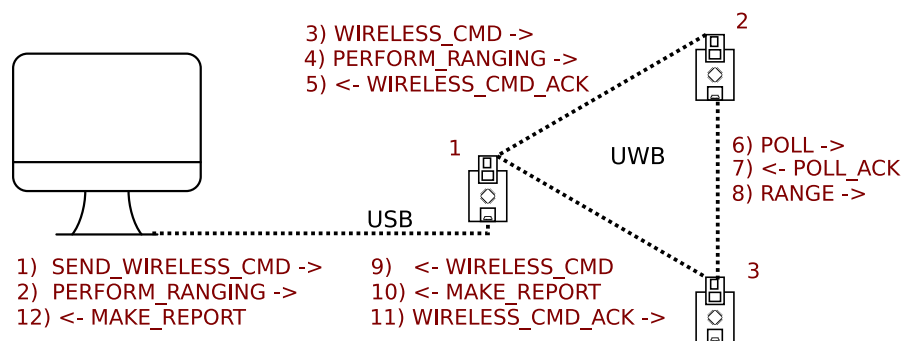 3) WIRELESS_CMD ->
4) PERFORM_RANGING ->
5) <- WIRELESS_CMD_ACK
2
1
UWB
6) POLL ->
7) <- POLL_ACK
8) RANGE ->
USB
3
1) SEND_WIRELESS_CMD ->
2) PERFORM_RANGING ->
12) <- MAKE_REPORT
9) <- WIRELESS_CMD
10) <- MAKE_REPORT
11) WIRELESS_CMD_ACK ->